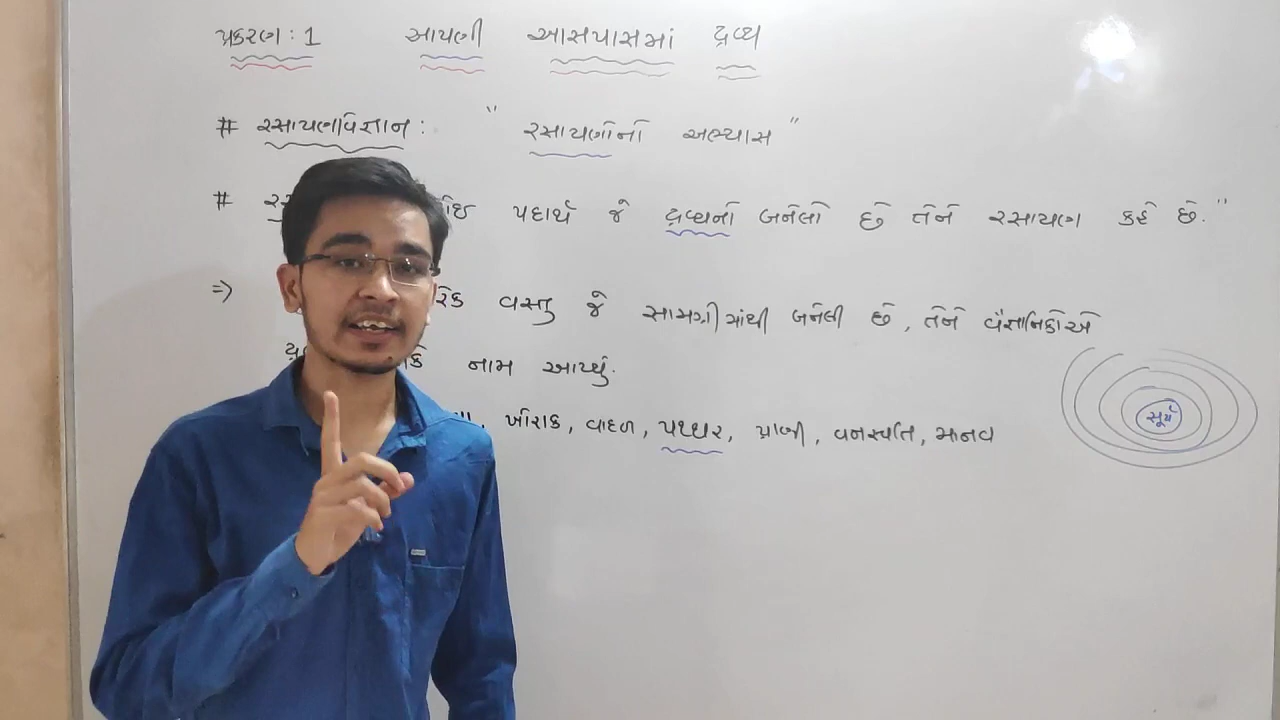 પ્રકરણ : 1 આપણી આસપાસમાં દ્રવ્ય
# રસાયણવિજ્ઞાન : " રસાયણોનો અભ્યાસ "
# પદાર્થ જે દ્રવ્યનો બનેલો છે તેને રસાયણ કહે છે. "
⇒ વસ્તુ જે સામગ્રીમાંથી બનેલી છે, તેને વૈજ્ઞાનિકોએ
નામ આપ્યું.
, ખોરાક, વાદળ, પથ્થર, પ્રાણી, વનસ્પતિ, માનવ
સૂર્ય